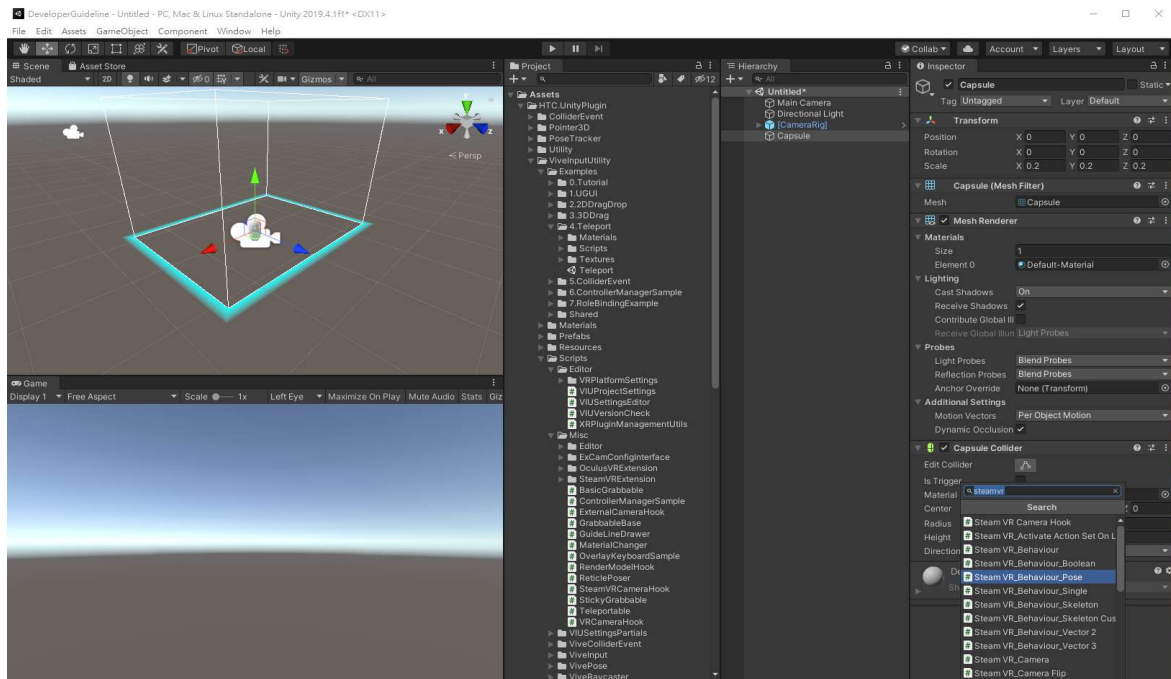 DeveloperGuideline - Untitled - PC, Mac & Linux Standalone - Unity 2019.4.1f1* <DX11>
File Edit Assets GameObject Component Window Help
Pivot Local Collab Account Layers Layout
Scene Asset Store
Shaded 2D 0 Gizmos All
y
x z
Persp
Game
Display 1 Free Aspect Scale 1x Left Eye Maximize On Play Mute Audio Stats Giz
Project
12
Assets
HTC.UnityPlugin
ColliderEvent
Pointer3D
PoseTracker
Utility
ViveInputUtility
Examples
0.Tutorial
1.UGUI
2.2DDragDrop
3.3DDrag
4.Teleport
Materials
Scripts
Textures
Teleport
5.ColliderEvent
6.ControllerManagerSample
7.RoleBindingExample
Shared
Materials
Prefabs
Resources
Scripts
Editor
VRPlatformSettings
VIUProjectSettings
VIUSettingsEditor
VIUVersionCheck
XRPluginManagementUtils
Misc
Editor
ExCamConfigInterface
OculusVRExtension
SteamVRExtension
BasicGrabbable
ControllerManagerSample
ExternalCameraHook
GrabbableBase
GuideLineDrawer
MaterialChanger
OverlayKeyboardSample
RenderModelHook
ReticlePoser
SteamVRCameraHook
StickyGrabbable
Teleportable
VRCameraHook
VIUSettingsPartials
ViveColliderEvent
ViveInput
VivePose
ViveRaycaster
Hierarchy
All
Untitled*
Main Camera
Directional Light
[CameraRig]
Capsule
Inspector
Capsule Static
Tag Untagged Layer Default
Transform
Position X 0 Y 0 Z 0
Rotation X 0 Y 0 Z 0
Scale X 0.2 Y 0.2 Z 0.2
Capsule (Mesh Filter)
Mesh Capsule
Mesh Renderer
Materials
Size 1
Element 0 Default-Material
Lighting
Cast Shadows On
Receive Shadows
Contribute Global Ill
Receive Global Illun Light Probes
Probes
Light Probes Blend Probes
Reflection Probes Blend Probes
Anchor Override None (Transform)
Additional Settings
Motion Vectors Per Object Motion
Dynamic Occlusion
Capsule Collider
Edit Collider
Is Trigger
Material
Center 0
Radius
Height
Direction
De
Sh
steamvr
Search
Steam VR Camera Hook
Steam VR_Activate Action Set On L
Steam VR_Behaviour
Steam VR_Behaviour_Boolean
Steam VR_Behaviour_Pose
Steam VR_Behaviour_Single
Steam VR_Behaviour_Skeleton
Steam VR_Behaviour_Skeleton Cus
Steam VR_Behaviour_Vector 2
Steam VR_Behaviour_Vector 3
Steam VR_Camera
Steam VR_Camera Flip